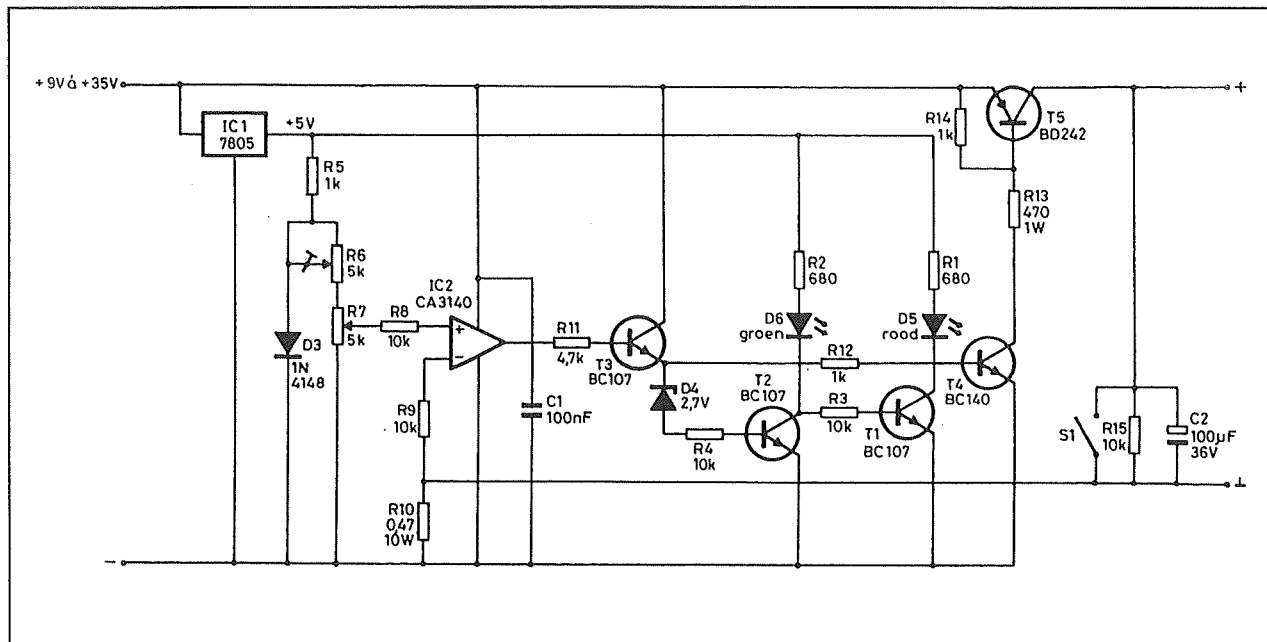 +9Vá +35V
IC1
7805
+5V
R5
1k
R6
5k
R7
5k
D3
1N
4148
R8
10k
IC2
CA3140
+
−
R9
10k
R10
0,47
10W
C1
100nF
R11
4,7k
T3
BC107
D4
2,7V
R4
10k
T2
BC107
R2
680
D6
groen
R12
1k
R3
10k
R1
680
D5
rood
T1
BC107
T4
BC140
R14
1k
T5
BD242
R13
470
1W
S1
R15
10k
C2
100µF
36V
+
⊥
−